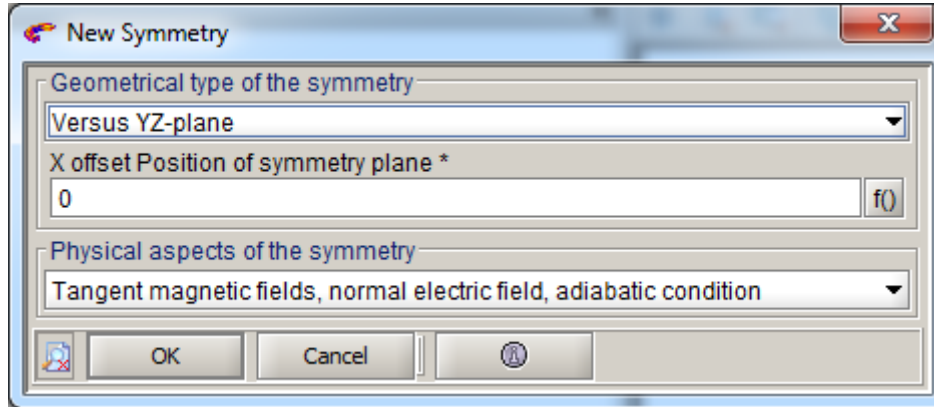 New Symmetry
Geometrical type of the symmetry
Versus YZ-plane
X offset Position of symmetry plane *
0 f()
Physical aspects of the symmetry
Tangent magnetic fields, normal electric field, adiabatic condition
OK Cancel